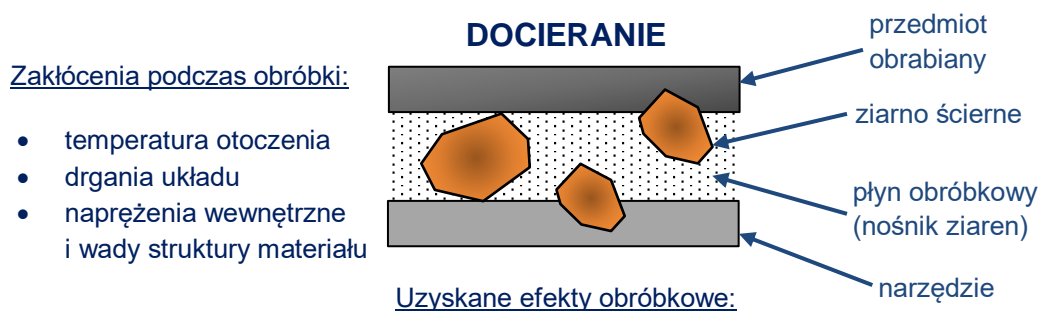 DOCIERANIE
Zakłócenia podczas obróbki:
• temperatura otoczenia
• drgania układu
• naprężenia wewnętrzne
i wady struktury materiału
przedmiot
obrabiany
ziarno ścierne
płyn obróbkowy
(nośnik ziaren)
narzędzie
Uzyskane efekty obróbkowe: